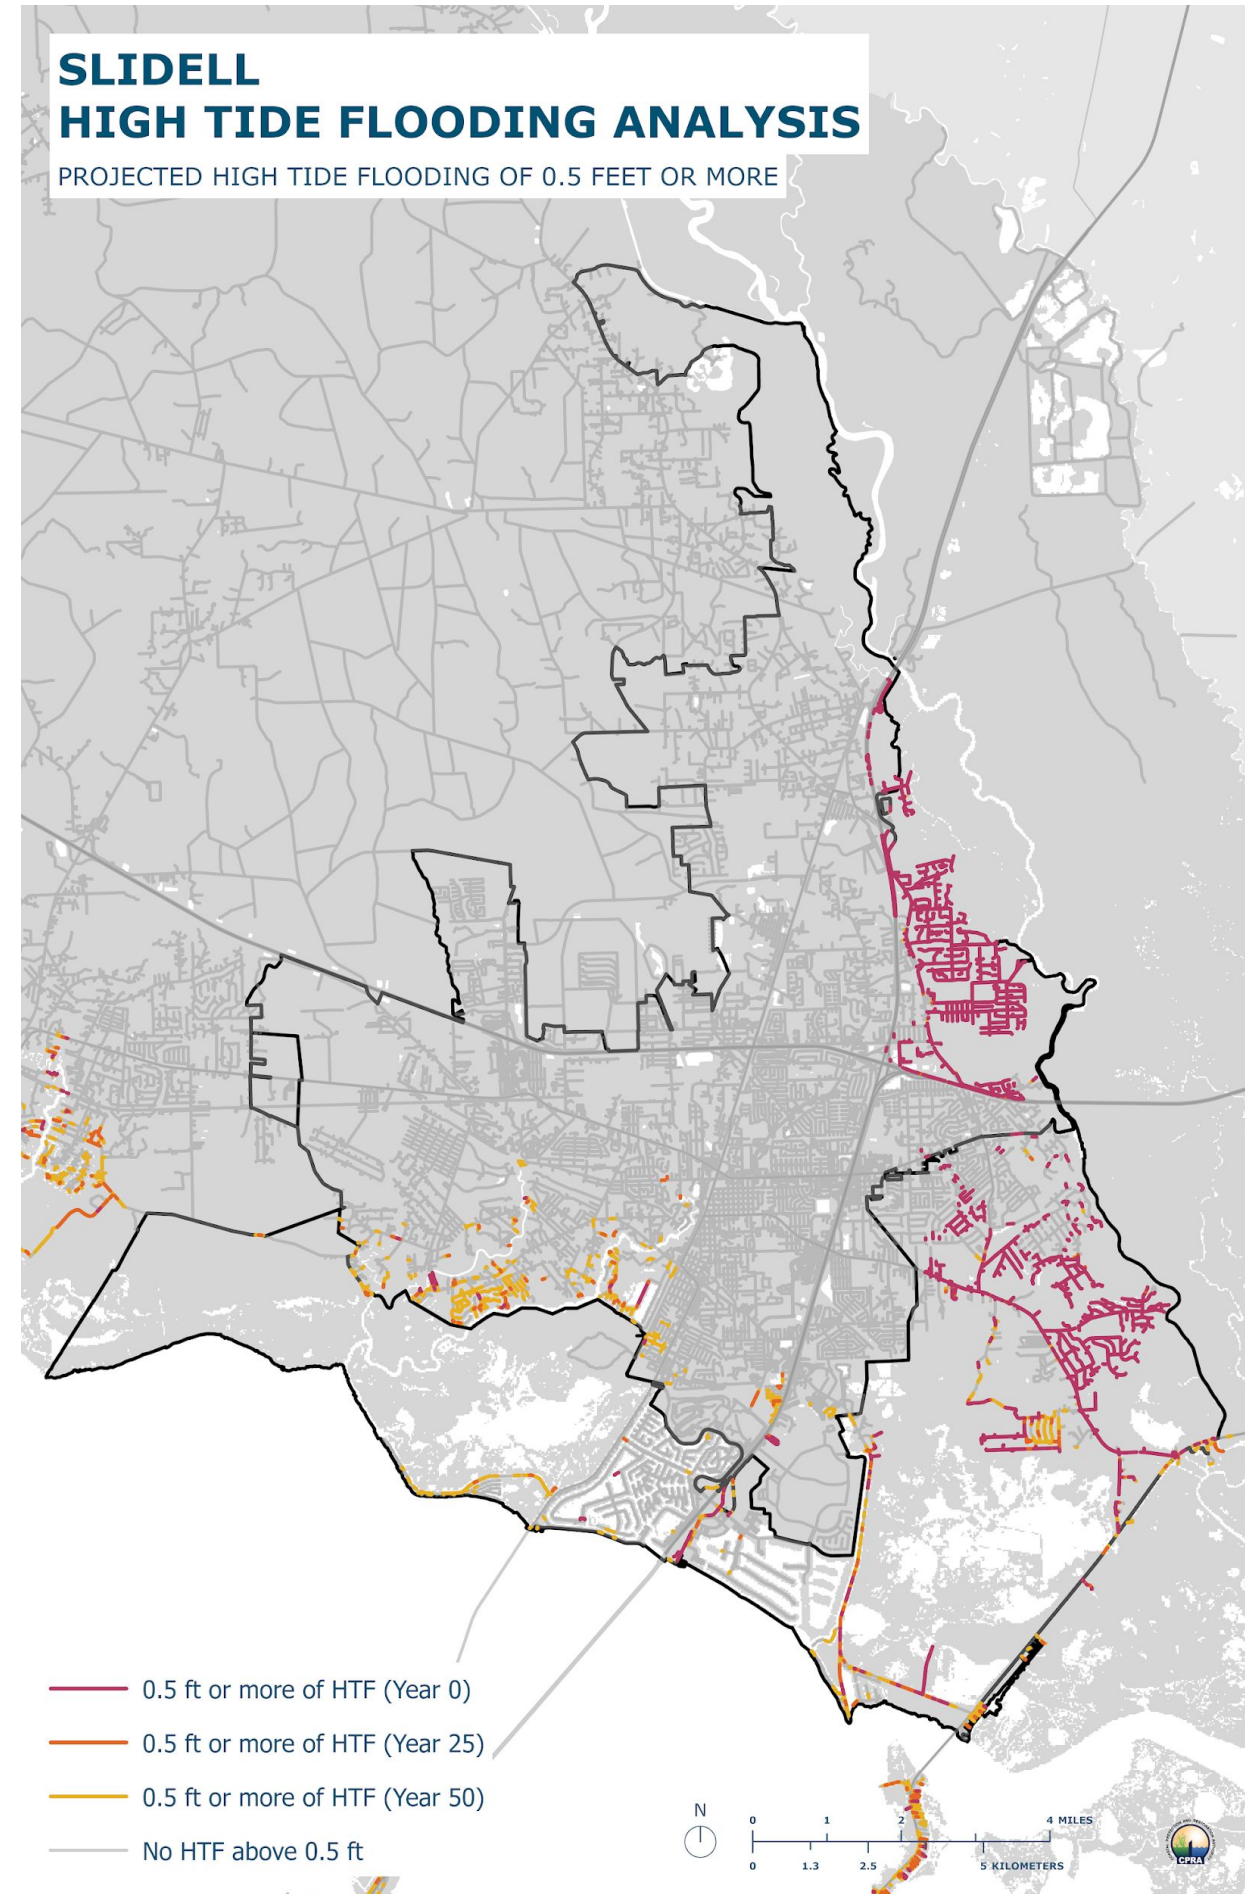 SLIDELL
HIGH TIDE FLOODING ANALYSIS
PROJECTED HIGH TIDE FLOODING OF 0.5 FEET OR MORE
0.5 ft or more of HTF (Year 0)
0.5 ft or more of HTF (Year 25)
0.5 ft or more of HTF (Year 50)
No HTF above 0.5 ft
N
0 1 2 4 MILES
0 1.3 2.5 5 KILOMETERS
CPRA